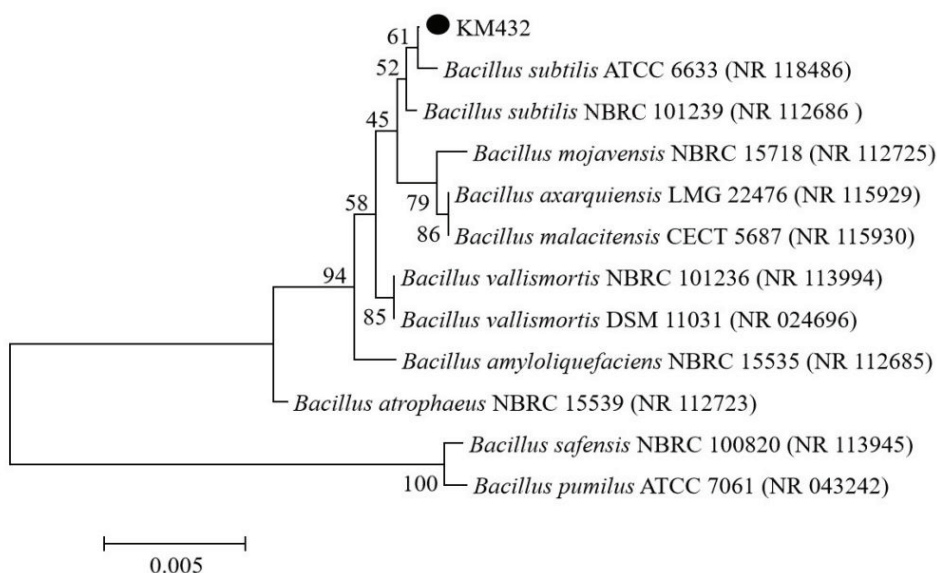 KM432
61
Bacillus subtilis ATCC 6633 (NR 118486)
52
Bacillus subtilis NBRC 101239 (NR 112686 )
45
Bacillus mojavensis NBRC 15718 (NR 112725)
Bacillus axarquiensis LMG 22476 (NR 115929)
79
58
Bacillus malacitensis CECT 5687 (NR 115930)
86
Bacillus vallismortis NBRC 101236 (NR 113994)
94
Bacillus vallismortis DSM 11031 (NR 024696)
85
Bacillus amyloliquefaciens NBRC 15535 (NR 112685)
Bacillus atrophaeus NBRC 15539 (NR 112723)
Bacillus safensis NBRC 100820 (NR 113945)
100
Bacillus pumilus ATCC 7061 (NR 043242)
0.005